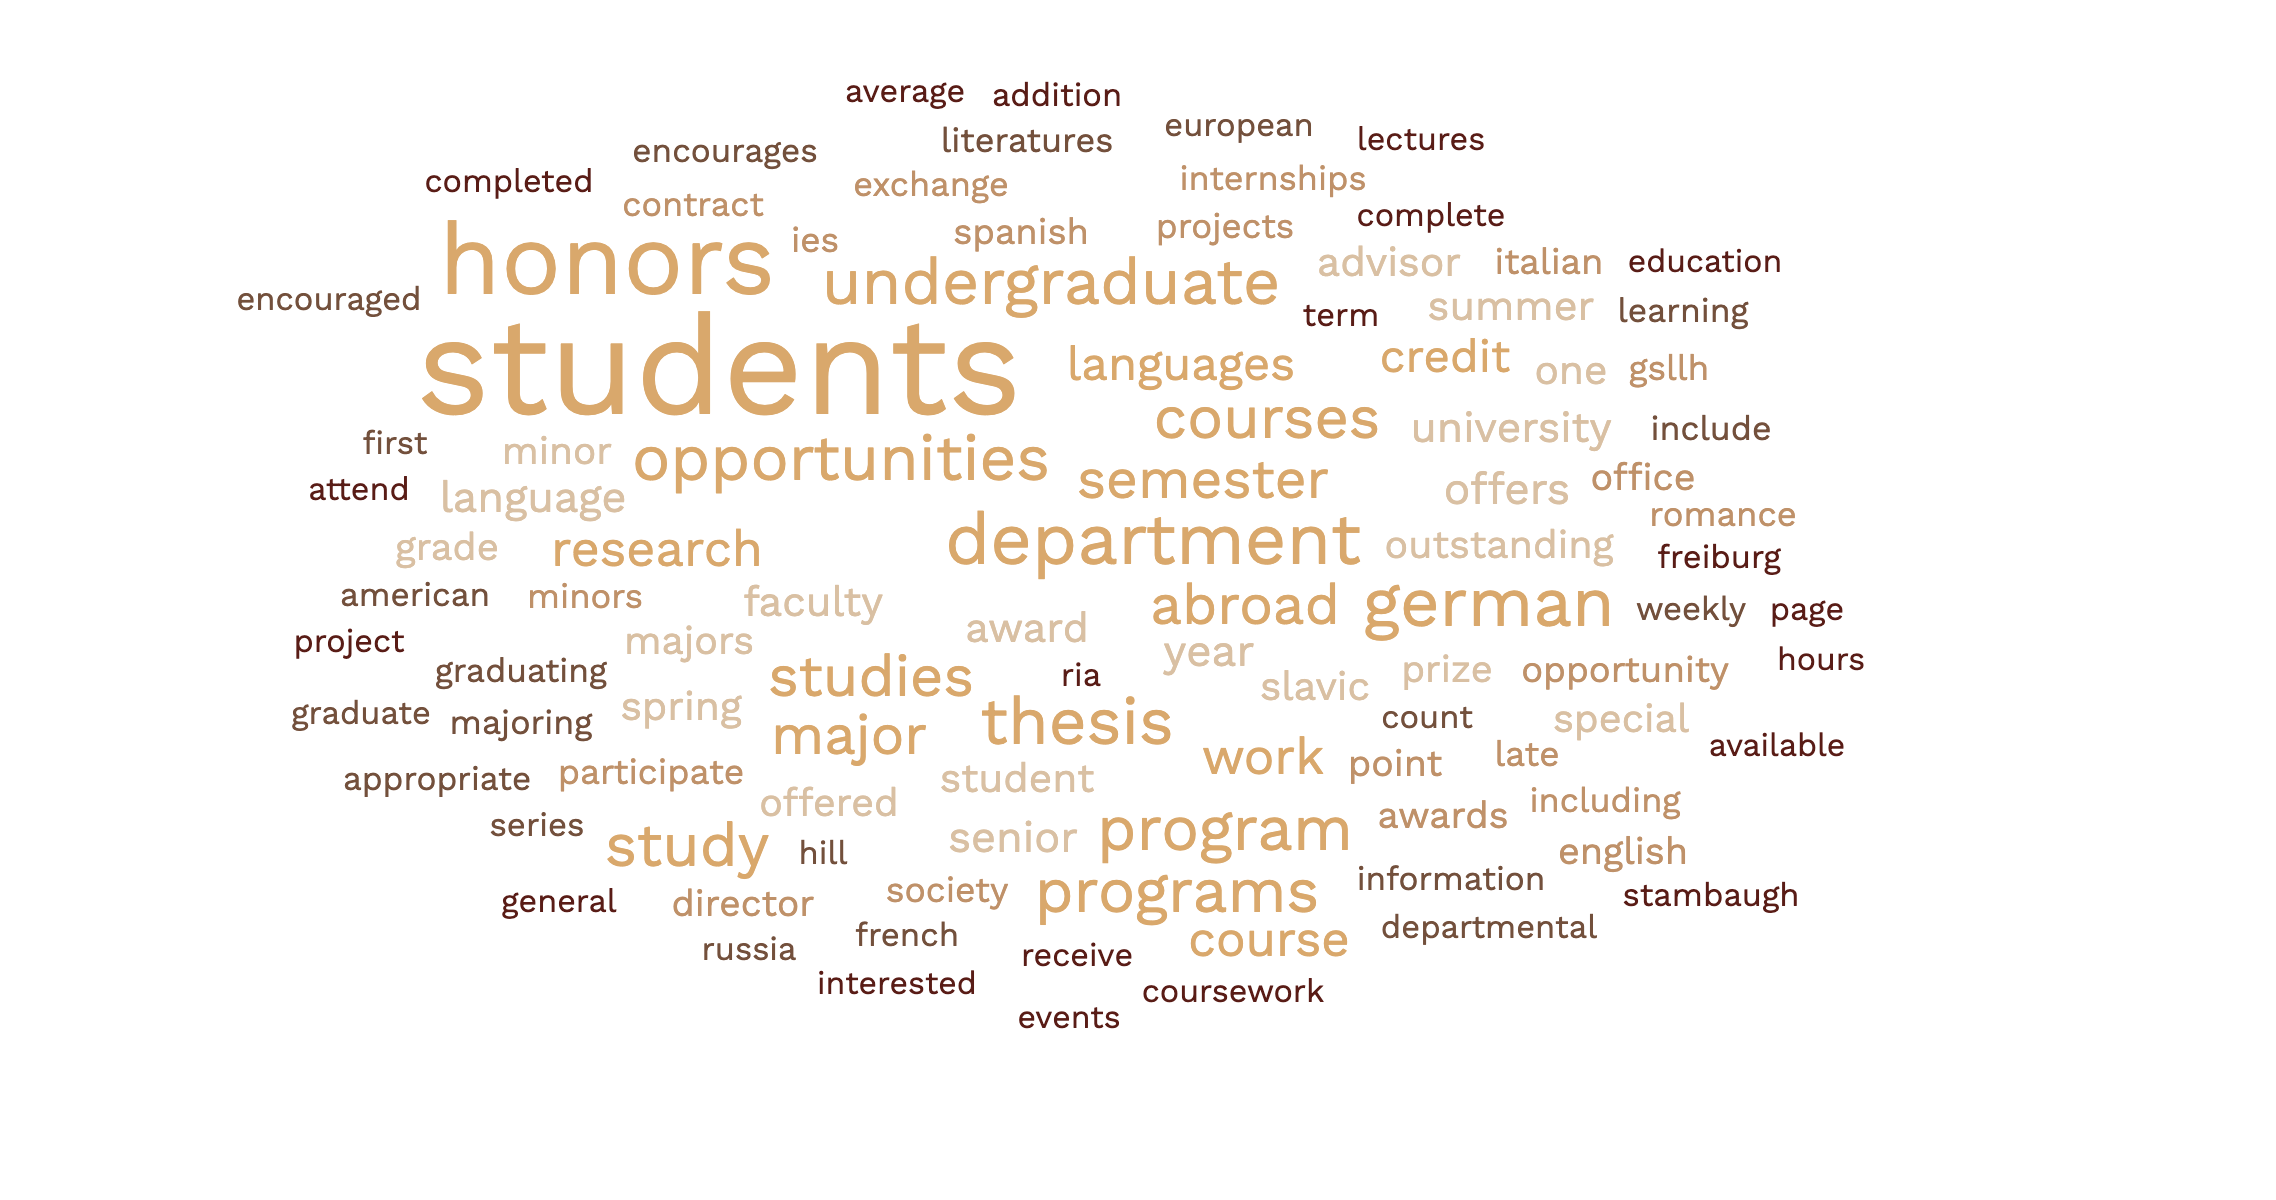 average addition
european
literatures
lectures
encourages
completed
exchange
internships
contract
complete
honors
ies
spanish
projects
undergraduate
advisor
italian
education
encouraged
term
summer
learning
students
languages
credit
one
gsllh
courses
university
include
first
minor
opportunities
semester
offers
office
attend
language
romance
grade
research
department
outstanding
freiburg
american
minors
faculty
abroad
german
weekly
page
project
majors
award
year
graduating
studies
ria
slavic
prize
opportunity
hours
graduate
majoring
spring
major
thesis
count
special
available
work
point
late
appropriate
participate
student
offered
awards
including
series
study
hill
senior
program
english
general
director
society
programs
information
stambaugh
russia
french
receive
course
departmental
interested
coursework
events